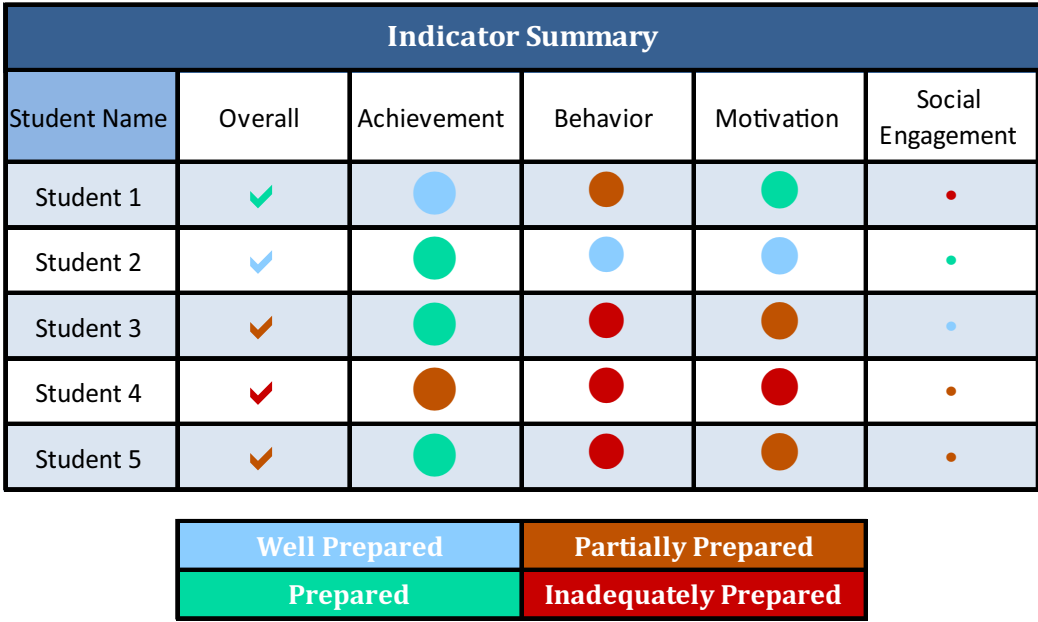 Indicator Summary
Student Name Overall Achievement Behavior Motivation Social Engagement
Student 1
Student 2
Student 3
Student 4
Student 5
Well Prepared Partially Prepared
Prepared Inadequately Prepared